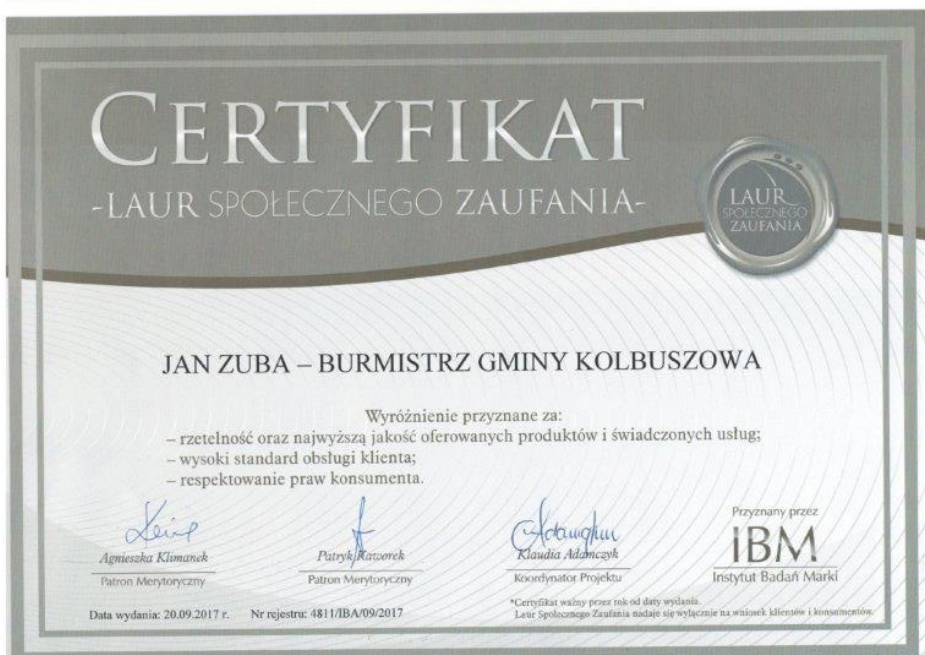 CERTYFIKAT
-LAUR SPOŁECZNEGO ZAUFANIA-
LAUR
SPOŁECZNEGO
ZAUFANIA
JAN ZUBA – BURMISTRZ GMINY KOLBUSZOWA
Wyróżnienie przyznane za:
– rzetelność oraz najwyższą jakość oferowanych produktów i świadczonych usług;
– wysoki standard obsługi klienta;
– respektowanie praw konsumenta.
Agnieszka Klimanek
Patron Merytoryczny
Patryk Kaworek
Patron Merytoryczny
Klaudia Adamczyk
Koordynator Projektu
Przyznany przez
IBM
Instytut Badań Marki
Data wydania: 20.09.2017 r. Nr rejestru: 4811/IBA/09/2017
*Certyfikat ważny przez rok od daty wydania.
Laur Społecznego Zaufania nadaje się wyłącznie na wniosek klientów i konsumentów.